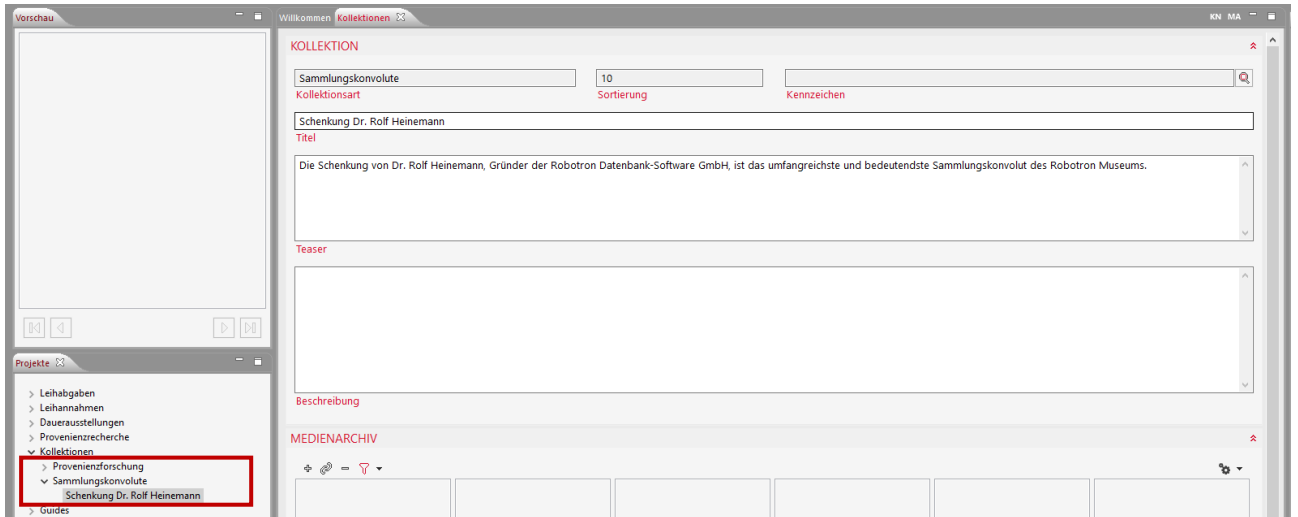 Vorschau
Willkommen Kollektionen
KN MA
KOLLEKTION
Sammlungskonvolute 10
Kollektionsart Sortierung Kennzeichen
Schenkung Dr. Rolf Heinemann
Titel
Die Schenkung von Dr. Rolf Heinemann, Gründer der Robotron Datenbank-Software GmbH, ist das umfangreichste und bedeutendste Sammlungskonvolut des Robotron Museums.
Teaser
Beschreibung
MEDIENARCHIV
Projekte
Leihabgaben
Leihannahmen
Dauerausstellungen
Provenienzrecherche
Kollektionen
Provenienzforschung
Sammlungskonvolute
Schenkung Dr. Rolf Heinemann
Guides